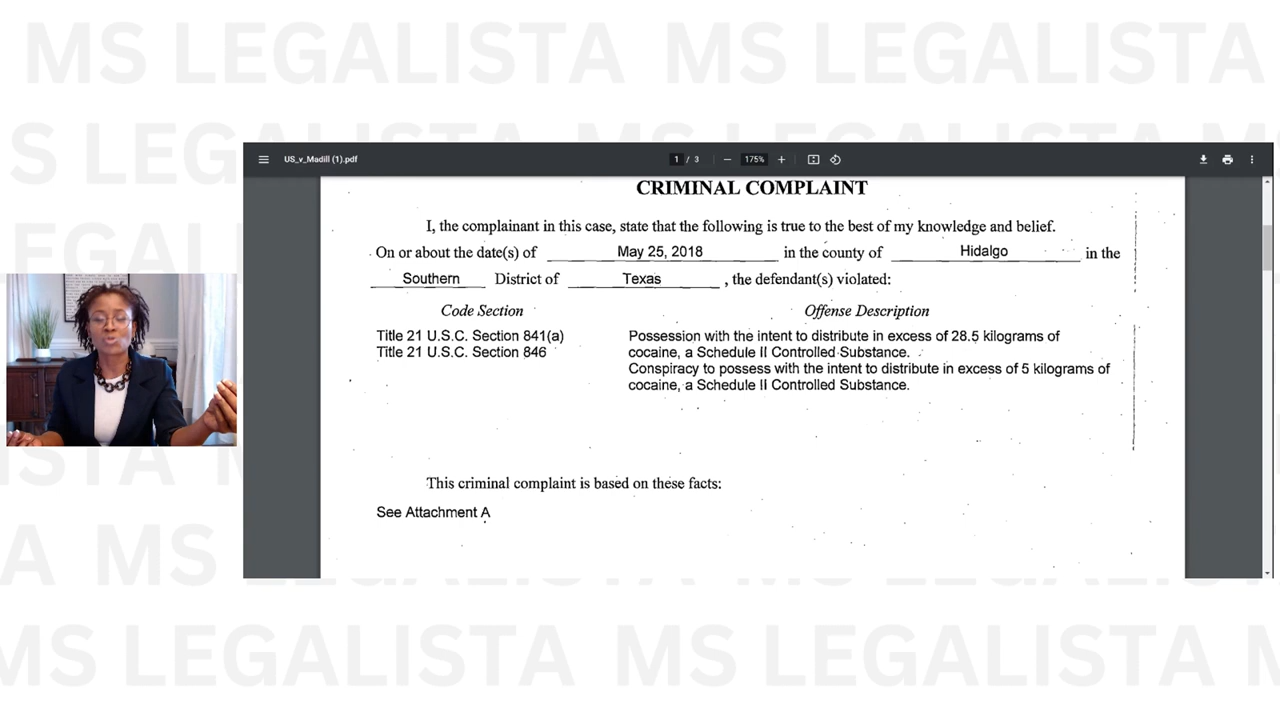 MS LEGALISTA MS LEGALISTA
S LEG
US_v_Madill (1).pdf
1 / 3
175%
CRIMINAL COMPLAINT
I, the complainant in this case, state that the following is true to the best of my knowledge and belief.
On or about the date(s) of May 25, 2018 in the county of Hidalgo in the
Southern District of Texas , the defendant(s) violated:
Code Section Offense Description
Title 21 U.S.C. Section 841(a) Possession with the intent to distribute in excess of 28.5 kilograms of
Title 21 U.S.C. Section 846 cocaine, a Schedule II Controlled Substance.
Conspiracy to possess with the intent to distribute in excess of 5 kilograms of
cocaine, a Schedule II Controlled Substance.
This criminal complaint is based on these facts:
See Attachment A
MS LEGALISTA MS LEGALISTA